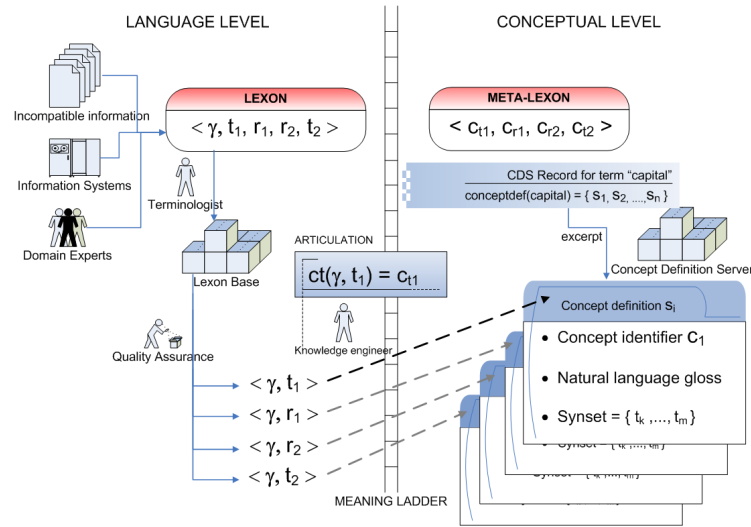 LANGUAGE LEVEL
CONCEPTUAL LEVEL
Incompatible information
LEXON
< γ, t1, r1, r2, t2 >
META-LEXON
< Ct1, Cr1, Cr2, Ct2 >
Information Systems
Terminologist
CDS Record for term “capital”
conceptdef(capital) = { S1, S2, ....,Sn }
Domain Experts
excerpt
Lexon Base
ARTICULATION
ct(γ, t1) = Ct1
Knowledge engineer
Concept Definition Server
Quality Assurance
Concept definition Si
• Concept identifier C1
• Natural language gloss
• Synset = { tk ,..., tm}
< γ, t1 >
< γ, r1 >
< γ, r2 >
< γ, t2 >
MEANING LADDER